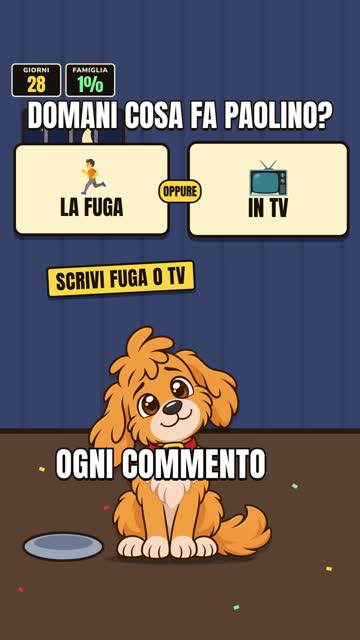 GIORNI
28
FAMIGLIA
1%
DOMANI COSA FA PAOLINO?
LA FUGA
OPPURE
IN TV
SCRIVI FUGA O TV
OGNI COMMENTO